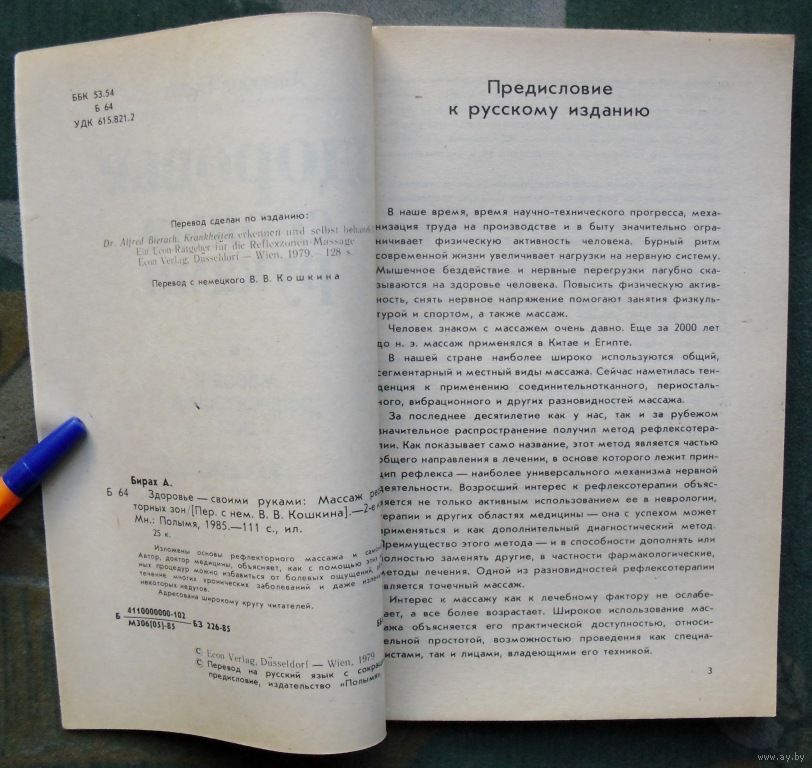 ББК 53.54
Б 64
УДК 615.821.2
Перевод сделан по изданию:
Dr. Alfred Bierach. Krankheiten erkennen und selbst
Ein Econ-Ratgeber für die Reflexzonen-Massage
Econ Verlag, Düsseldorf — Wien, 1979.— 128 s.
Перевод с немецкого В. В. Кошкина
Бирах А.
Б 64
Здоровье — своими руками: Массаж
торных зон/[Пер. с нем. В. В. Кошкина].—2-е
Мн.: Полымя, 1985.—111 с., ил.
25 к.
Изложены основы рефлекторного массажа и
Автор, доктор медицины, объясняет, как с помощью
ных процедур можно избавиться от болевых ощущений,
течение многих хронических заболеваний и даже
некоторых недугов.
Адресована широкому кругу читателей.
Б 4110000000-102
М306(05)-85 БЗ 226-85
© Econ Verlag, Düsseldorf — Wien, 1979
© Перевод на русский язык с
предисловие, издательство «Полымя»
Предисловие
к русскому изданию
В наше время, время научно-технического прогресса, меха-
низация труда на производстве и в быту значительно огра-
ничивает физическую активность человека. Бурный ритм
современной жизни увеличивает нагрузки на нервную систему.
Мышечное бездействие и нервные перегрузки пагубно ска-
зываются на здоровье человека. Повысить физическую актив-
ность, снять нервное напряжение помогают занятия физкуль-
турой и спортом, а также массаж.
Человек знаком с массажем очень давно. Еще за 2000 лет
до н. э. массаж применялся в Китае и Египте.
В нашей стране наиболее широко используются общий,
сегментарный и местный виды массажа. Сейчас наметилась тен-
денция к применению соединительнотканного, периосталь-
ного, вибрационного и других разновидностей массажа.
За последнее десятилетие как у нас, так и за рубежом
значительное распространение получил метод рефлексотера-
пии. Как показывает само название, этот метод является частью
общего направления в лечении, в основе которого лежит прин-
цип рефлекса — наиболее универсального механизма нервной
деятельности. Возросший интерес к рефлексотерапии объяс-
няется не только активным использованием ее в неврологии,
терапии и других областях медицины — она с успехом может
применяться и как дополнительный диагностический метод.
Преимущество этого метода — и в способности дополнять или
полностью заменять другие, в частности фармакологические,
методы лечения. Одной из разновидностей рефлексотерапии
является точечный массаж.
Интерес к массажу как к лечебному фактору не ослабе-
вает, а все более возрастает. Широкое использование мас-
сажа объясняется его практической доступностью, относи-
тельной простотой, возможностью проведения как специа-
листами, так и лицами, владеющими его техникой.
3
www.ay.by